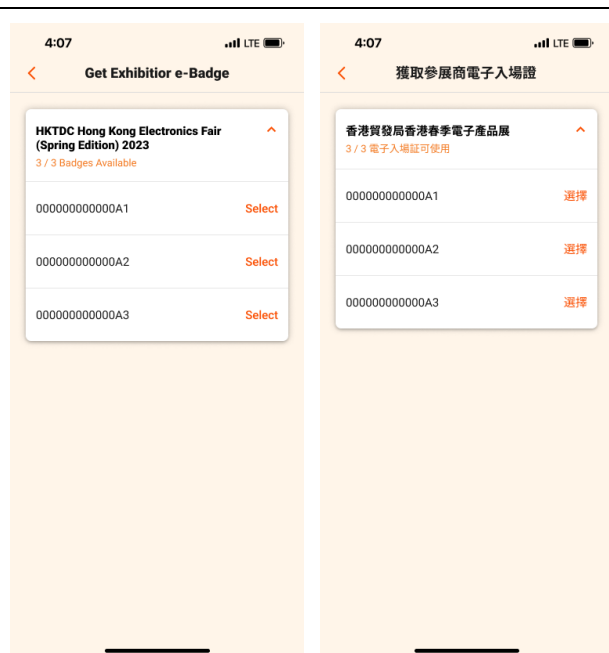 4:07
LTE
Get Exhibitior e-Badge
HKTDC Hong Kong Electronics Fair
(Spring Edition) 2023
3 / 3 Badges Available
000000000000A1
Select
000000000000A2
Select
000000000000A3
Select
4:07
LTE
獲取參展商電子入場證
香港貿發局香港春季電子產品展
3 / 3 電子入場証可使用
000000000000A1
選擇
000000000000A2
選擇
000000000000A3
選擇